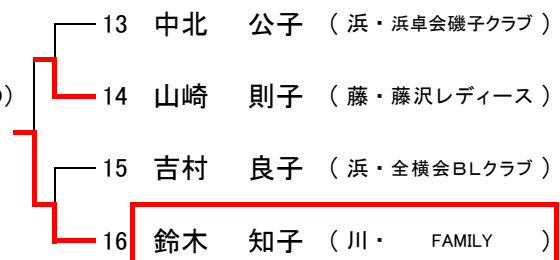 13 中北 公子 ( 浜・浜卓会磯子クラブ )
)
14 山崎 則子 ( 藤・藤沢レディース )
15 吉村 良子 ( 浜・全横会BLクラブ )
16 鈴木 知子 ( 川・ FAMILY )